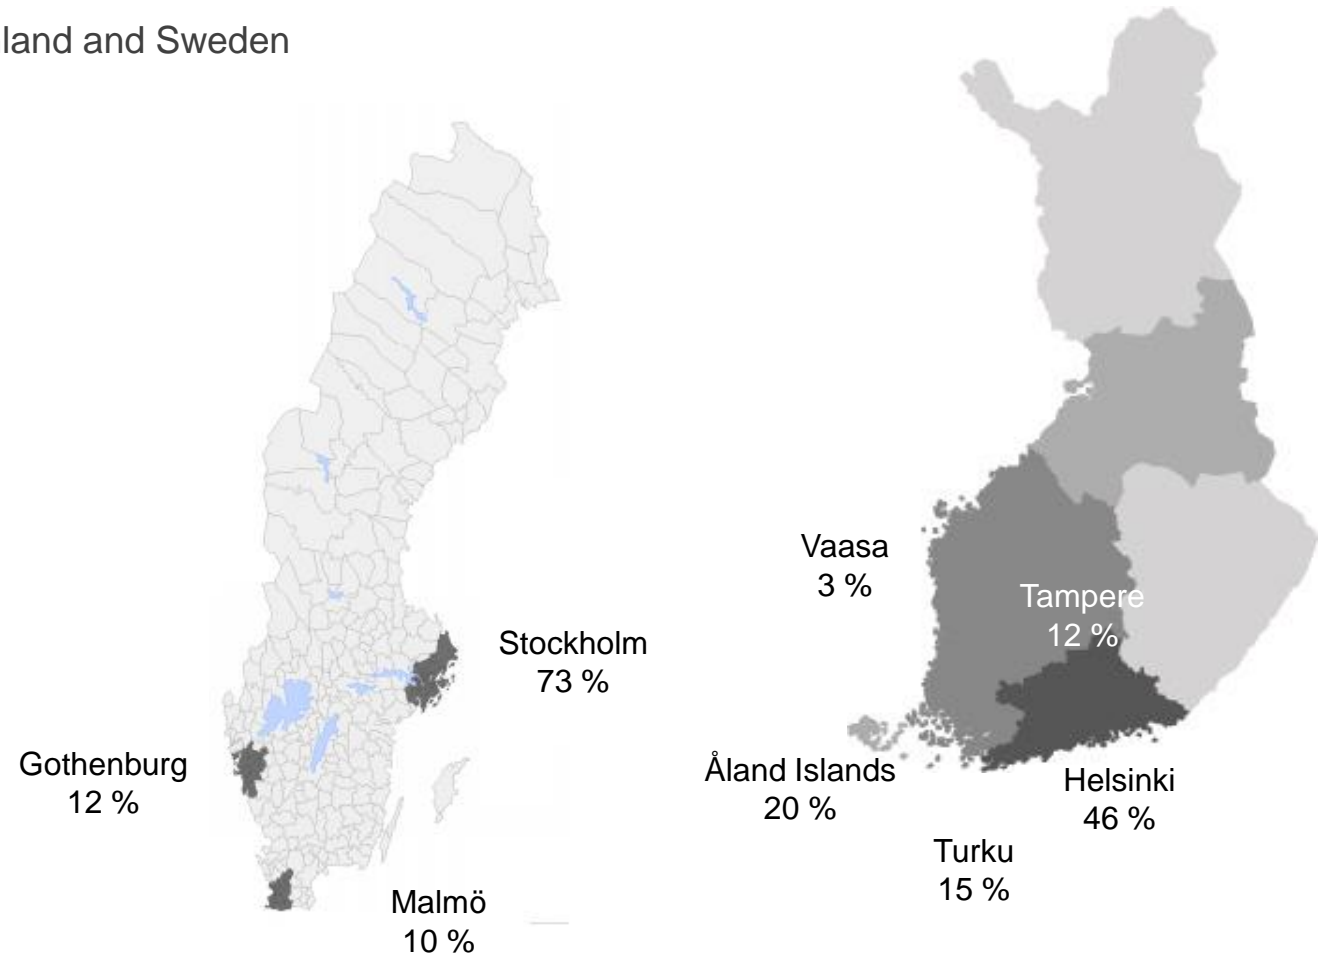 land and Sweden
Vaasa
3 %
Tampere
12 %
Stockholm
73 %
Gothenburg
12 %
Åland Islands
20 %
Helsinki
46 %
Turku
15 %
Malmö
10 %